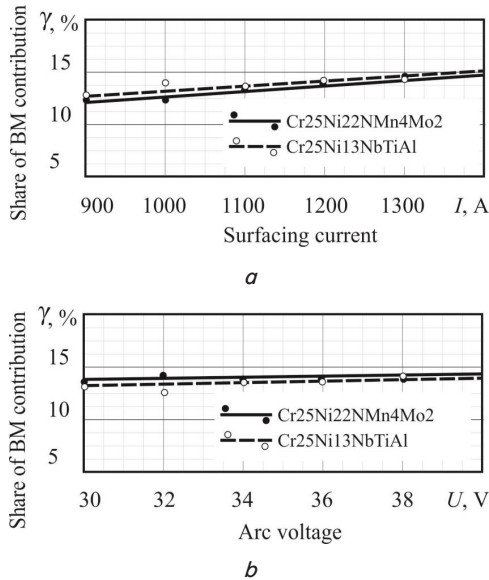 γ, %
Share of BM contribution
15
10
5
Cr25Ni22NMn4Mo2
Cr25Ni13NbTiAl
900 1000 1100 1200 1300 I, A
Surfacing current
a
γ, %
Share of BM contribution
15
10
5
Cr25Ni22NMn4Mo2
Cr25Ni13NbTiAl
30 32 34 36 38 U, V
Arc voltage
b